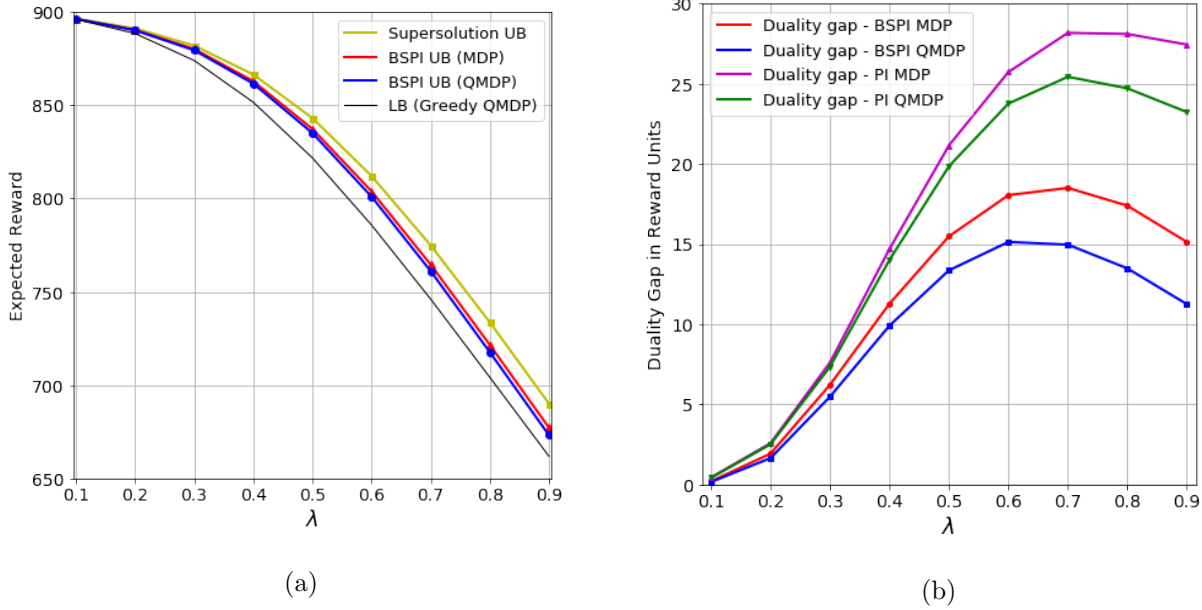 900
850
800
750
700
650
Expected Reward
0.1 0.2 0.3 0.4 0.5 0.6 0.7 0.8 0.9
λ
Supersolution UB
BSPI UB (MDP)
BSPI UB (QMDP)
LB (Greedy QMDP)
(a)
30
25
20
15
10
5
0
Duality Gap in Reward Units
0.1 0.2 0.3 0.4 0.5 0.6 0.7 0.8 0.9
λ
Duality gap - BSPI MDP
Duality gap - BSPI QMDP
Duality gap - PI MDP
Duality gap - PI QMDP
(b)